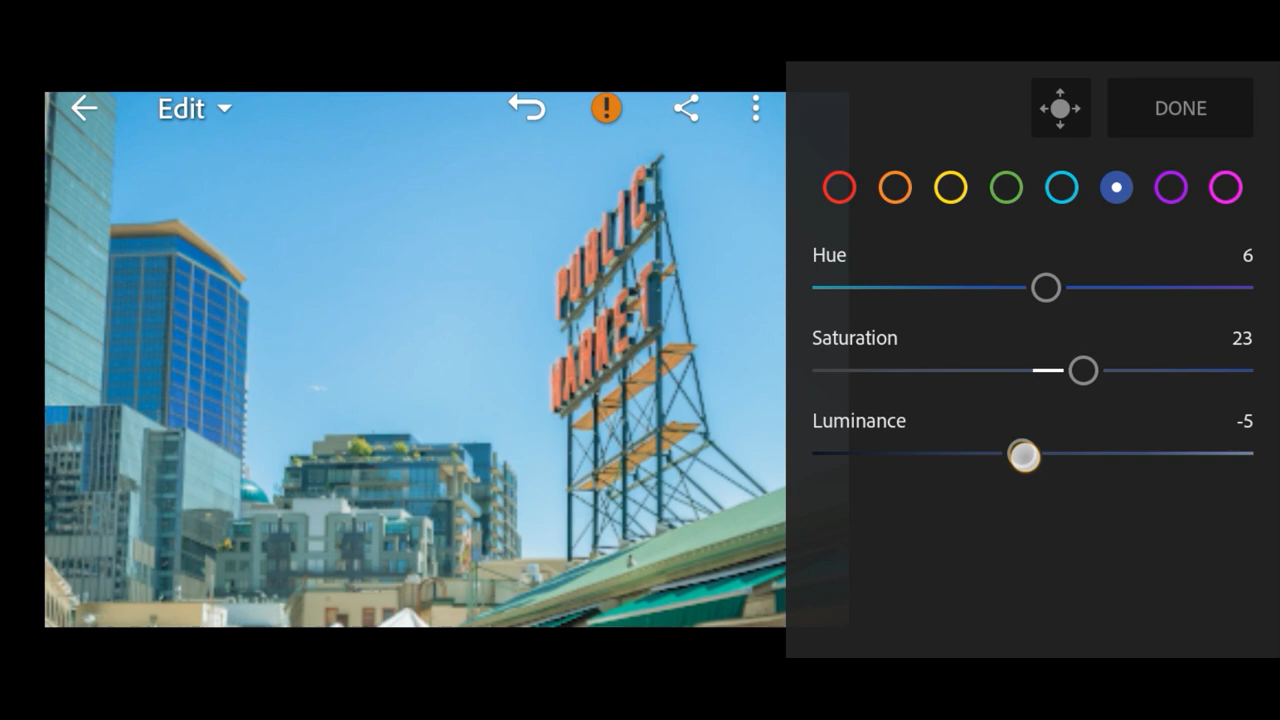 Edit
DONE
PUBLIC
MARKET
Hue
6
Saturation
23
Luminance
-5